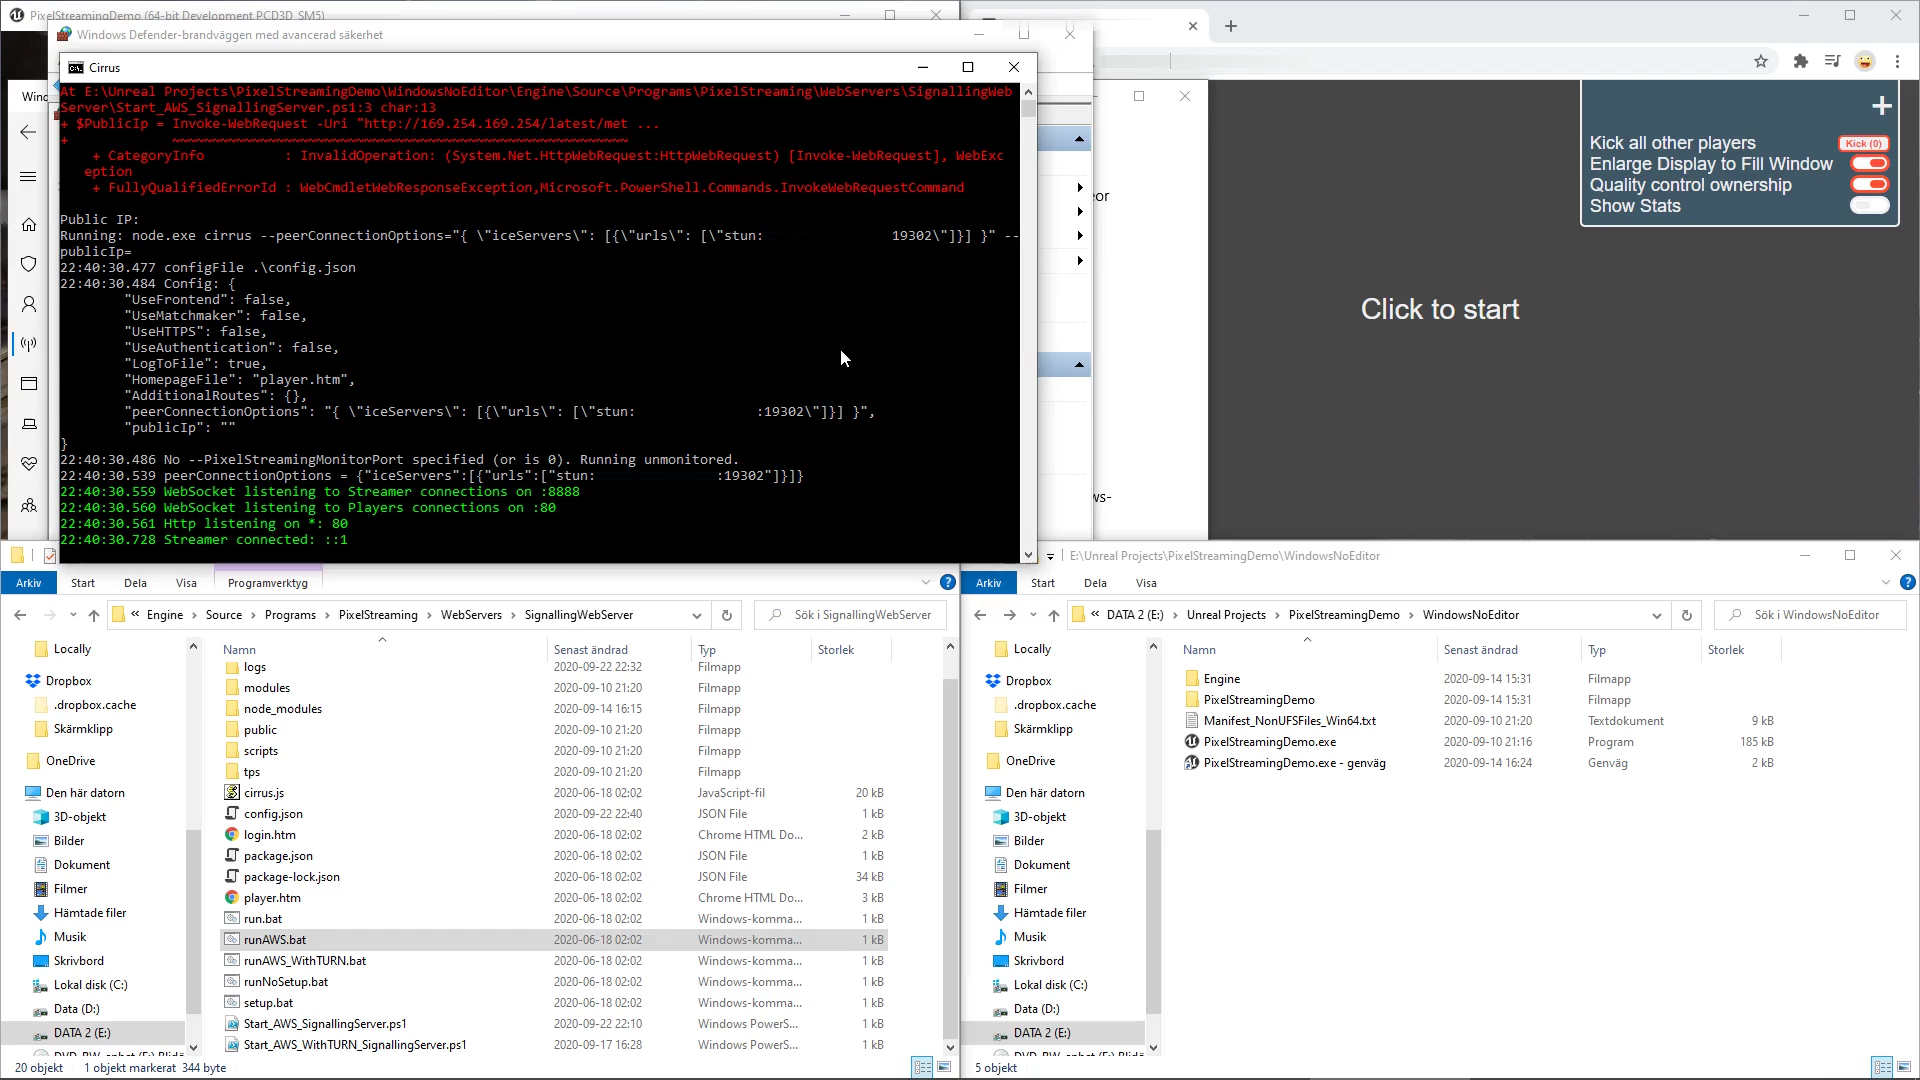 PixelStreamingDemo (64-bit Development PCD3D_SM5)
Windows Defender-brandväggen med avancerad säkerhet
Cirrus
At E:\Unreal Projects\PixelStreamingDemo\WindowsNoEditor\Engine\Source\Programs\PixelStreaming\WebServers\SignallingWeb
Server\Start_AWS_SignallingServer.ps1:3 char:13
+ $PublicIp = Invoke-WebRequest -Uri "http://169.254.169.254/latest/met ...
+ CategoryInfo : InvalidOperation: (System.Net.HttpWebRequest:HttpWebRequest) [Invoke-WebRequest], WebExc
eption
+ FullyQualifiedErrorId : WebCmdletWebResponseException,Microsoft.PowerShell.Commands.InvokeWebRequestCommand
Public IP:
Running: node.exe cirrus --peerConnectionOptions="{ \"iceServers\": [{\"urls\": [\"stun: 19302\"]}] }" --
publicIp=
22:40:30.477 configFile .\config.json
22:40:30.484 Config: {
"UseFrontend": false,
"UseMatchmaker": false,
"UseHTTPS": false,
"UseAuthentication": false,
"LogToFile": true,
"HomepageFile": "player.htm",
"AdditionalRoutes": {},
"peerConnectionOptions": "{ \"iceServers\": [{\"urls\": [\"stun: :19302\"]}] }",
"publicIp": ""
}
22:40:30.486 No --PixelStreamingMonitorPort specified (or is 0). Running unmonitored.
22:40:30.539 peerConnectionOptions = {"iceServers":[{"urls":["stun: :19302"]}]}
22:40:30.559 WebSocket listening to Streamer connections on :8888
22:40:30.560 WebSocket listening to Players connections on :80
22:40:30.561 Http listening on *: 80
22:40:30.728 Streamer connected: ::1
Kick all other players Kick (0)
Enlarge Display to Fill Window
Quality control ownership
Show Stats
Click to start
Arkiv Start Dela Visa Programverktyg
Engine Source Programs PixelStreaming WebServers SignallingWebServer Sök i SignallingWebServer
Locally
Dropbox
.dropbox.cache
Skärmklipp
OneDrive
Den här datorn
3D-objekt
Bilder
Dokument
Filmer
Hämtade filer
Musik
Skrivbord
Lokal disk (C:)
Data (D:)
DATA 2 (E:)
Namn Senast ändrad Typ Storlek
logs 2020-09-22 22:32 Filmapp
modules 2020-09-10 21:20 Filmapp
node_modules 2020-09-14 16:15 Filmapp
public 2020-09-10 21:20 Filmapp
scripts 2020-09-10 21:20 Filmapp
tps 2020-09-10 21:20 Filmapp
cirrus.js 2020-06-18 02:02 JavaScript-fil 20 kB
config.json 2020-09-22 22:40 JSON File 1 kB
login.htm 2020-06-18 02:02 Chrome HTML Do... 2 kB
package.json 2020-06-18 02:02 JSON File 1 kB
package-lock.json 2020-06-18 02:02 JSON File 34 kB
player.htm 2020-06-18 02:02 Chrome HTML Do... 3 kB
run.bat 2020-06-18 02:02 Windows-komma... 1 kB
runAWS.bat 2020-06-18 02:02 Windows-komma... 1 kB
runAWS_WithTURN.bat 2020-06-18 02:02 Windows-komma... 1 kB
runNoSetup.bat 2020-06-18 02:02 Windows-komma... 1 kB
setup.bat 2020-06-18 02:02 Windows-komma... 1 kB
Start_AWS_SignallingServer.ps1 2020-09-22 22:10 Windows PowerS... 1 kB
Start_AWS_WithTURN_SignallingServer.ps1 2020-09-17 16:28 Windows PowerS... 1 kB
20 objekt 1 objekt markerat 344 byte
E:\Unreal Projects\PixelStreamingDemo\WindowsNoEditor
Arkiv Start Dela Visa
DATA 2 (E:) Unreal Projects PixelStreamingDemo WindowsNoEditor Sök i WindowsNoEditor
Locally
Dropbox
.dropbox.cache
Skärmklipp
OneDrive
Den här datorn
3D-objekt
Bilder
Dokument
Filmer
Hämtade filer
Musik
Skrivbord
Lokal disk (C:)
Data (D:)
DATA 2 (E:)
Namn Senast ändrad Typ Storlek
Engine 2020-09-14 15:31 Filmapp
PixelStreamingDemo 2020-09-14 15:31 Filmapp
Manifest_NonUFSFiles_Win64.txt 2020-09-10 21:20 Textdokument 9 kB
PixelStreamingDemo.exe 2020-09-10 21:16 Program 185 kB
PixelStreamingDemo.exe - genväg 2020-09-14 16:24 Genväg 2 kB
5 objekt